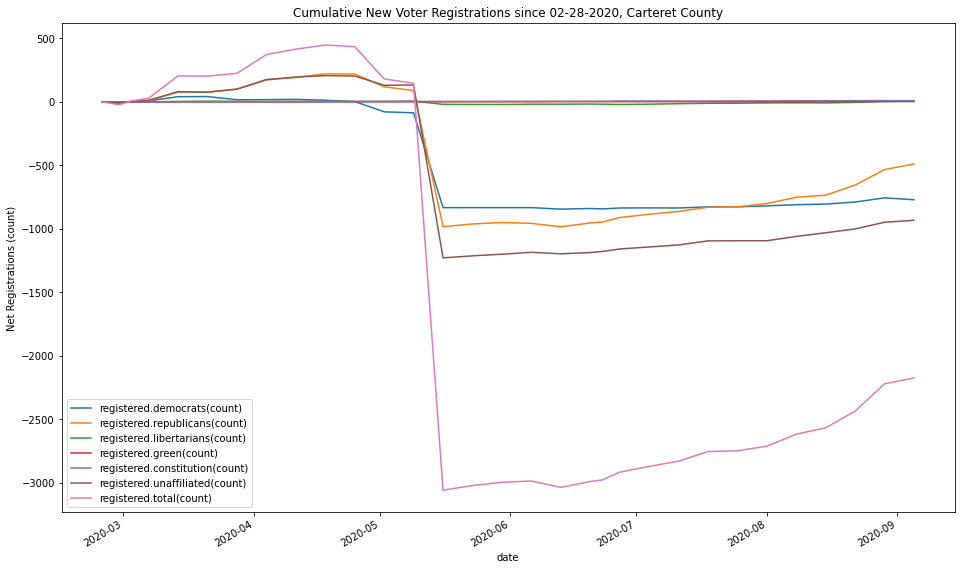 Cumulative New Voter Registrations since 02-28-2020, Carteret County
500
0
−500
−1000
−1500
−2000
−2500
−3000
Net Registrations (count)
registered.democrats(count)
registered.republicans(count)
registered.libertarians(count)
registered.green(count)
registered.constitution(count)
registered.unaffiliated(count)
registered.total(count)
2020-03
2020-04
2020-05
2020-06
2020-07
2020-08
2020-09
date